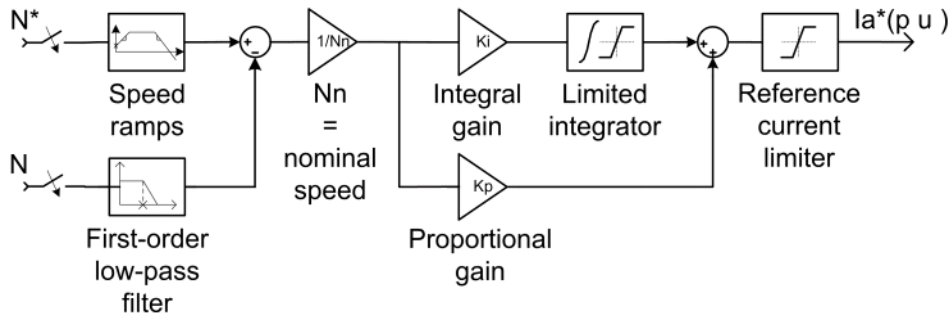 N*
Ia*(p u)
+
-
1/Nn
Ki
+
+
Speed
ramps
Nn
=
nominal
speed
Integral
gain
Limited
integrator
Reference
current
limiter
N
Kp
First-order
low-pass
filter
Proportional
gain